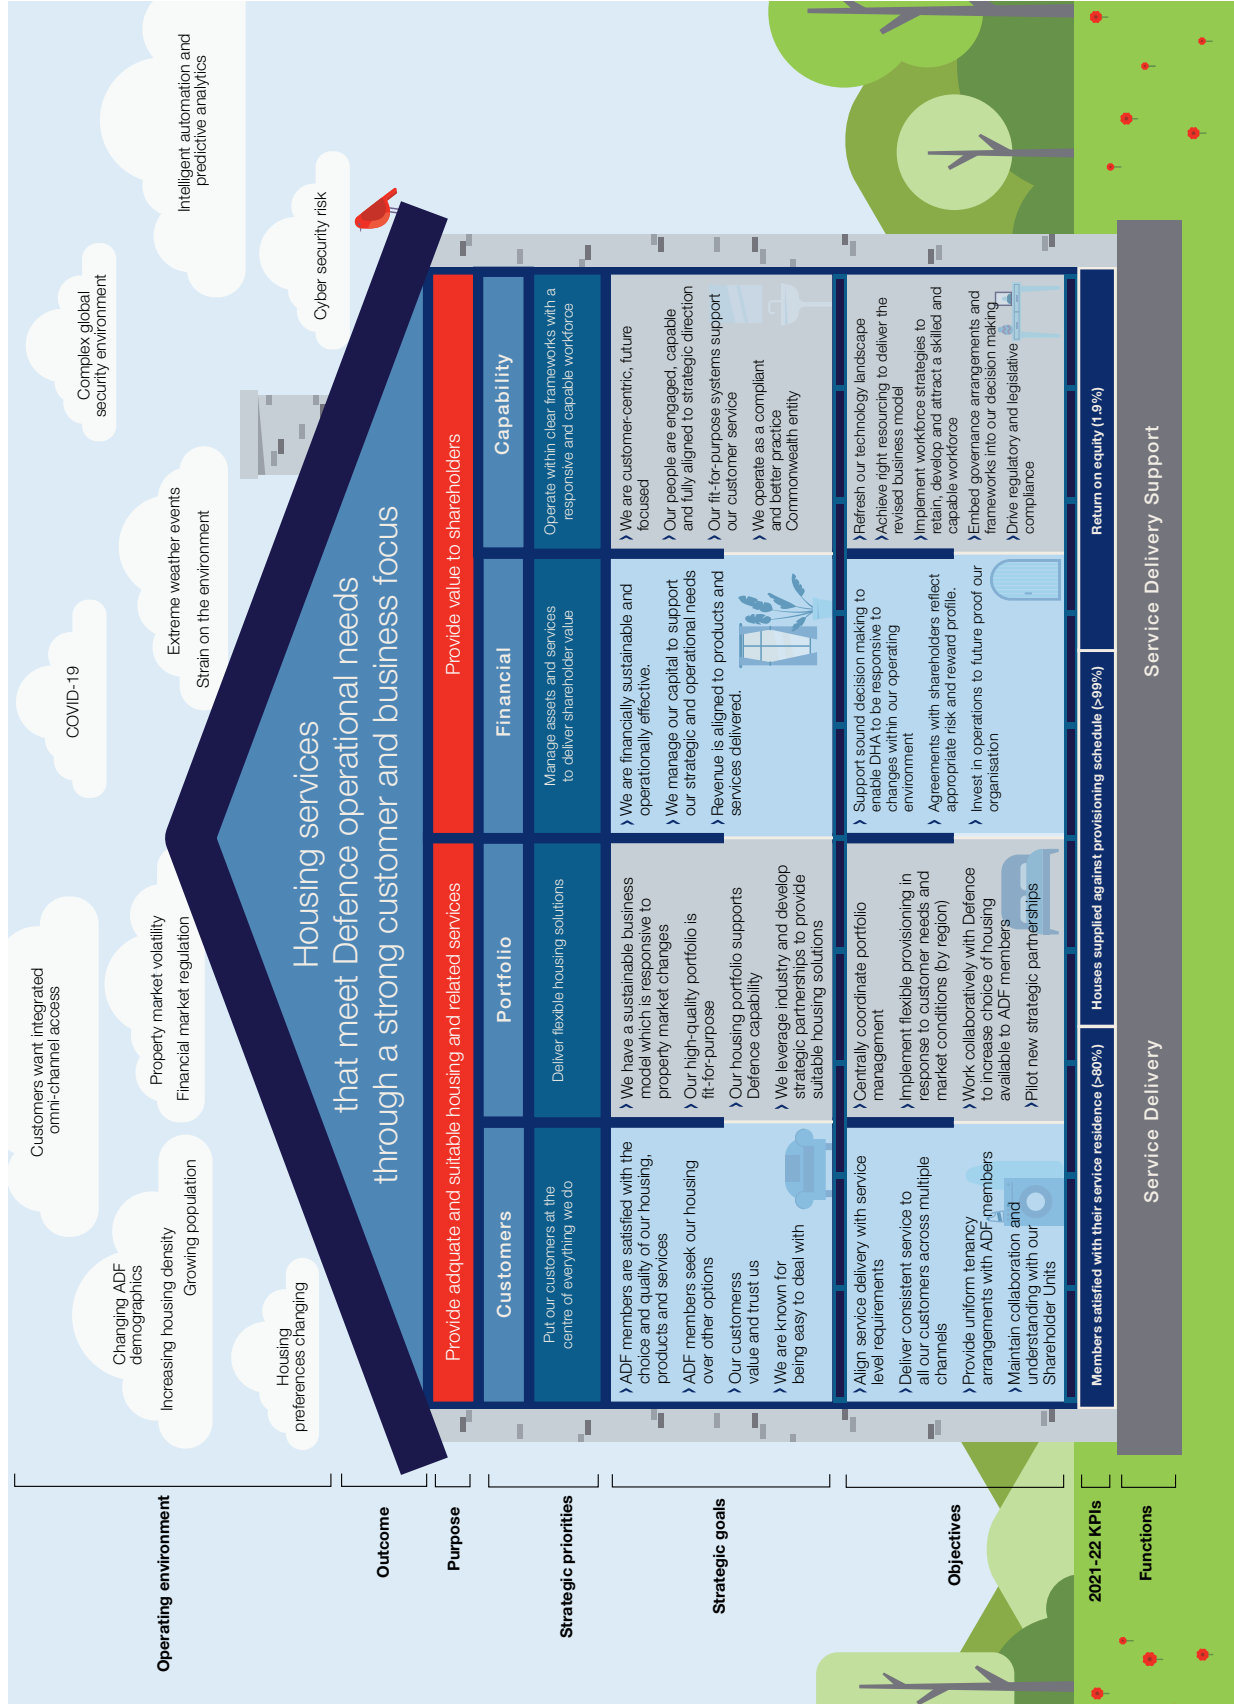 Operating environment
Customers want integrated
omni-channel access
COVID-19
Complex global
security environment
Intelligent automation and
predictive analytics
Changing ADF
demographics
Increasing housing density
Growing population
Property market volatility
Financial market regulation
Extreme weather events
Strain on the environment
Housing
preferences changing
Cyber security risk
Outcome
Housing services
that meet Defence operational needs
through a strong customer and business focus
Purpose
Provide adquate and suitable housing and related services
Provide value to shareholders
Strategic priorities
Customers
Put our customers at the
centre of everything we do
Portfolio
Deliver flexible housing solutions
Financial
Manage assets and services
to deliver shareholder value
Capability
Operate within clear frameworks with a
responsive and capable workforce
Strategic goals
ADF members are satisfied with the
choice and quality of our housing,
products and services
ADF members seek our housing
over other options
Our customerss
value and trust us
We are known for
being easy to deal with
We have a sustainable business
model which is responsive to
property market changes
Our high-quality portfolio is
fit-for-purpose
Our housing portfolio supports
Defence capability
We leverage industry and develop
strategic partnerships to provide
suitable housing solutions
We are financially sustainable and
operationally effective.
We manage our capital to support
our strategic and operational needs
Revenue is aligned to products and
services delivered.
We are customer-centric, future
focused
Our people are engaged, capable
and fully aligned to strategic direction
Our fit-for-purpose systems support
our customer service
We operate as a compliant
and better practice
Commonwealth entity
Objectives
Align service delivery with service
level requirements
Deliver consistent service to
all our customers across multiple
channels
Provide uniform tenancy
arrangements with ADF members
Maintain collaboration and
understanding with our
Shareholder Units
Centrally coordinate portfolio
management
Implement flexible provisioning in
response to customer needs and
market conditions (by region)
Work collaboratively with Defence
to increase choice of housing
available to ADF members
Pilot new strategic partnerships
Support sound decision making to
enable DHA to be responsive to
changes within our operating
environment
Agreements with shareholders reflect
appropriate risk and reward profile.
Invest in operations to future proof our
organisation
Refresh our technology landscape
Achieve right resourcing to deliver the
revised business model
Implement workforce strategies to
retain, develop and attract a skilled and
capable workforce
Embed governance arrangements and
frameworks into our decision making
Drive regulatory and legislative
compliance
2021-22 KPIs
Members satisfied with their service residence (>80%)
Houses supplied against provisioning schedule (>99%)
Return on equity (1.9%)
Functions
Service Delivery
Service Delivery Support